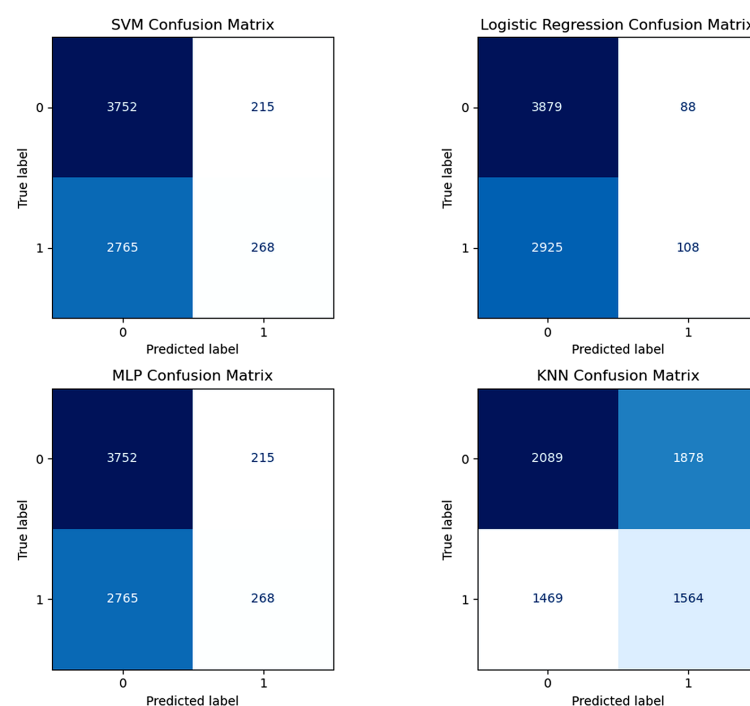 SVM Confusion Matrix
0
3752
215
True label
1
2765
268
0
1
Predicted label
Logistic Regression Confusion Matrix
0
3879
88
True label
1
2925
108
0
1
Predicted label
MLP Confusion Matrix
0
3752
215
True label
1
2765
268
0
1
Predicted label
KNN Confusion Matrix
0
2089
1878
True label
1
1469
1564
0
1
Predicted label